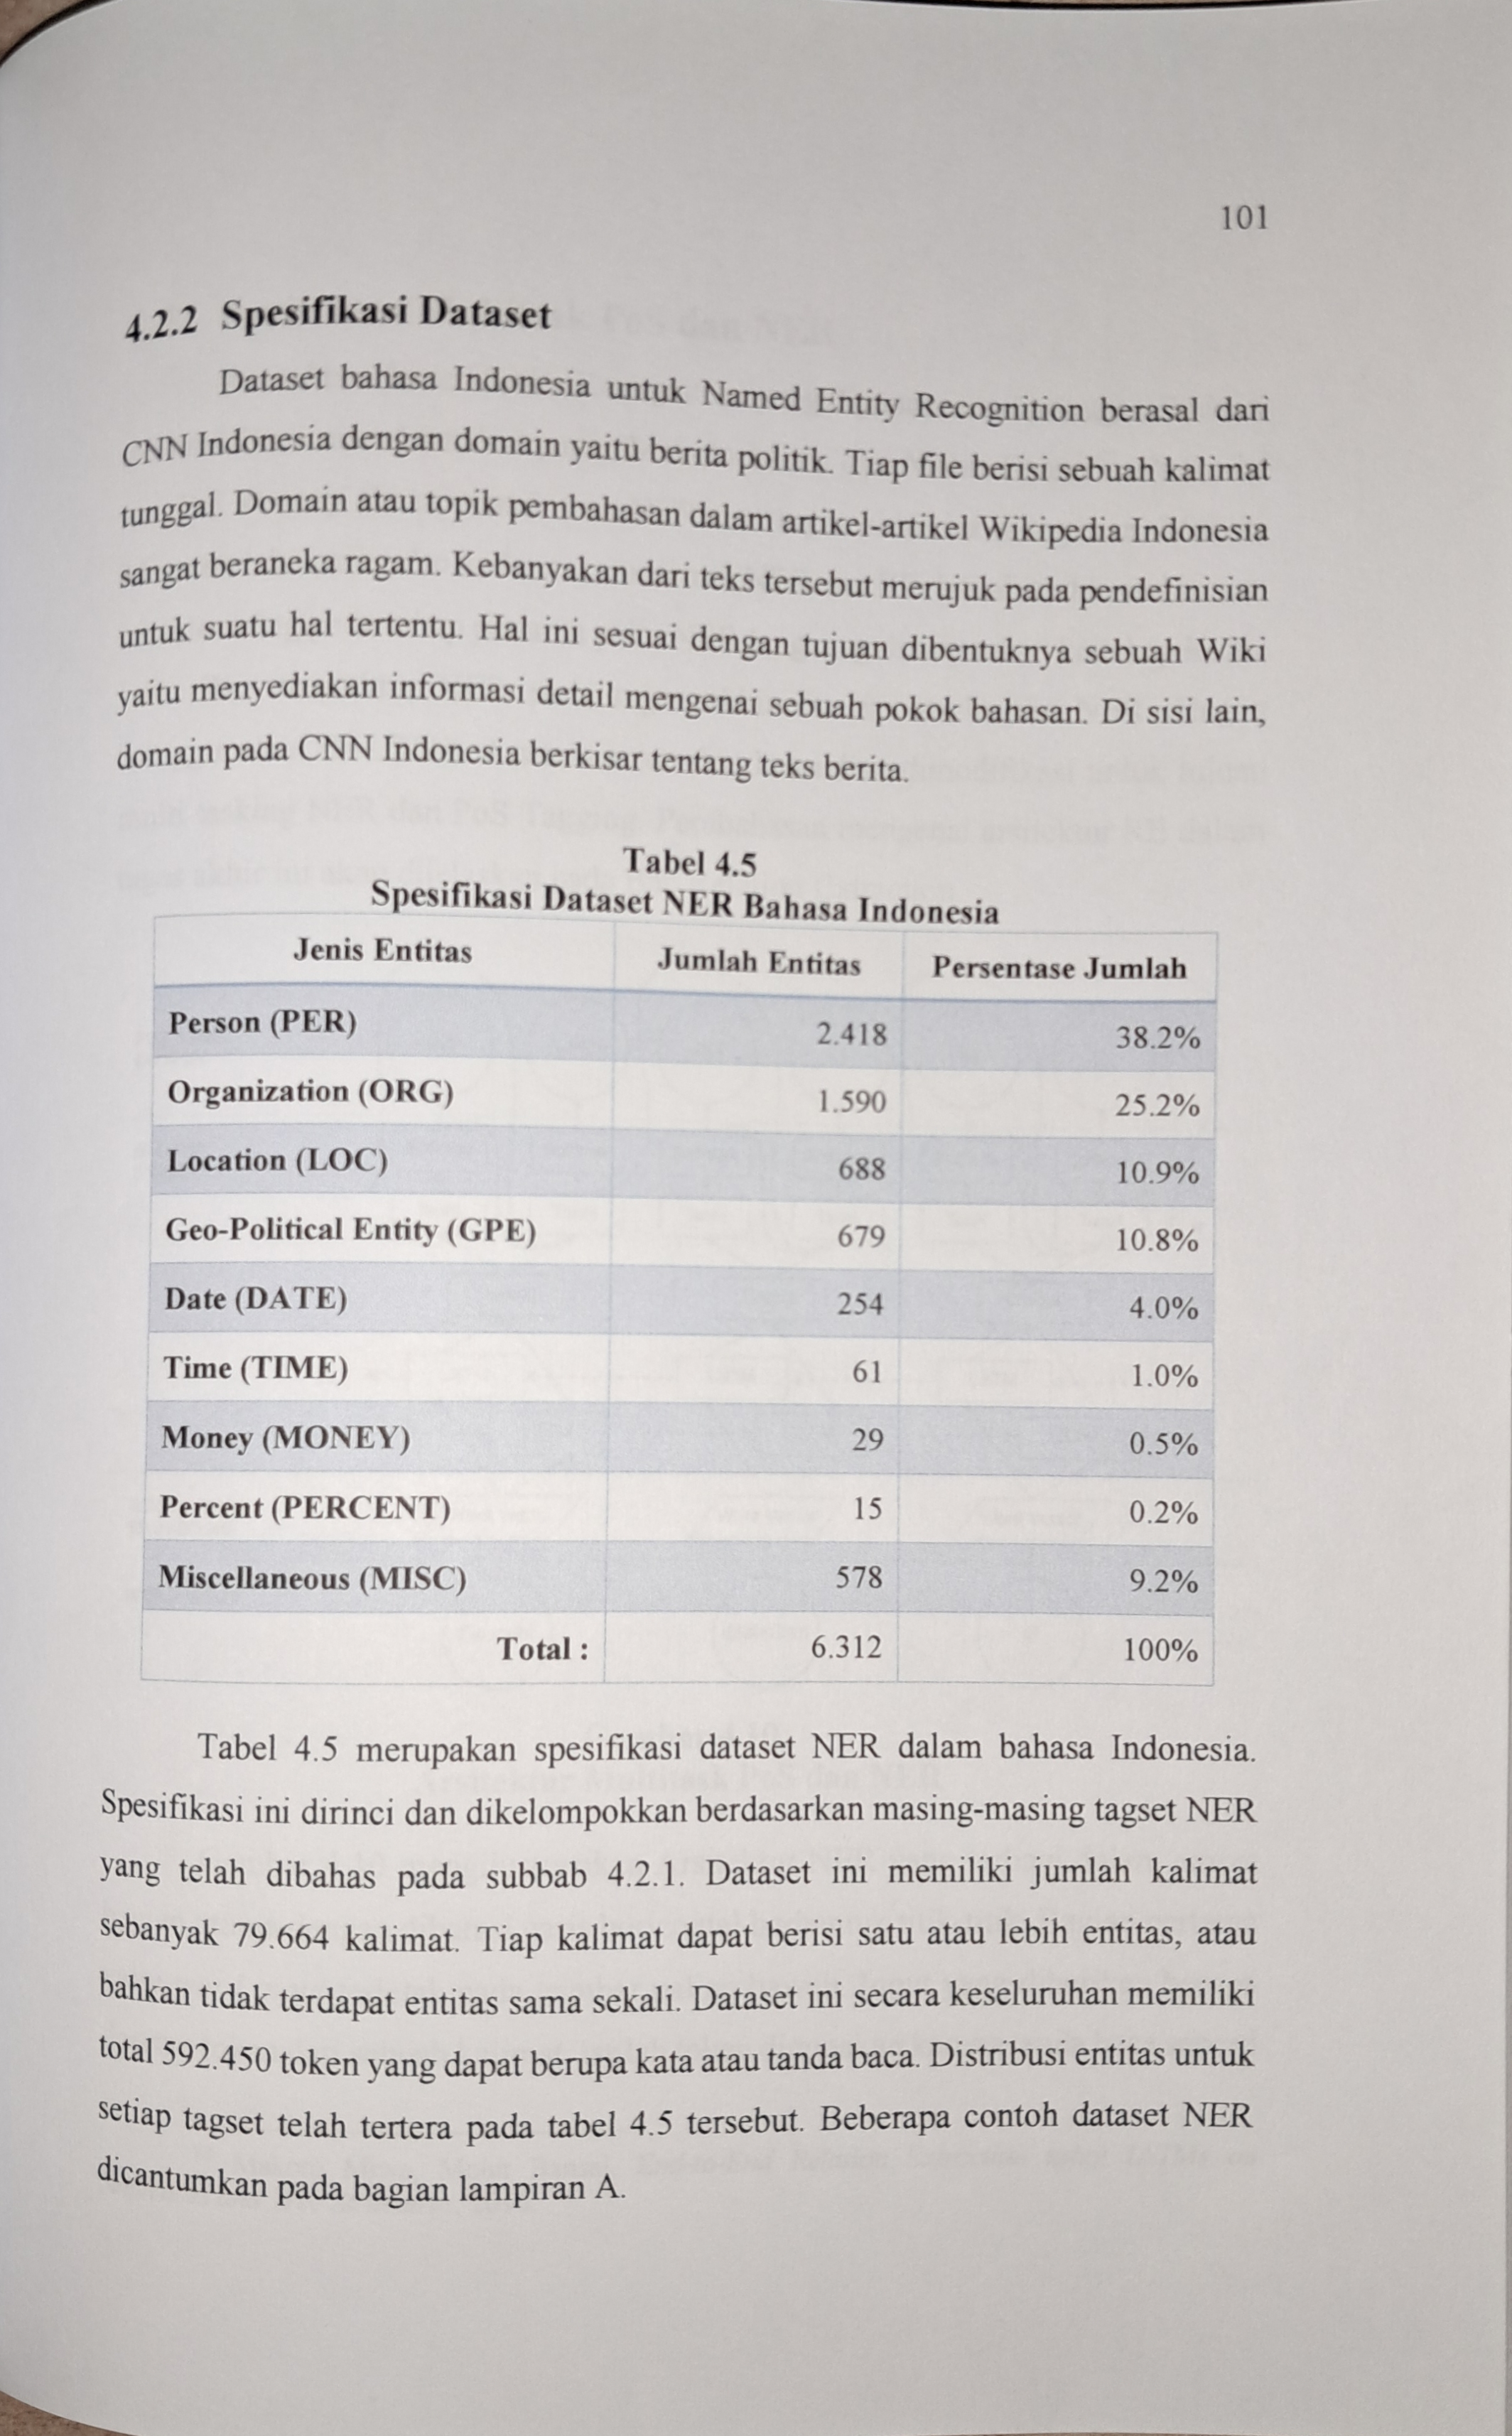 101
4.2.2 Spesifikasi Dataset
Dataset bahasa Indonesia untuk Named Entity Recognition berasal dari
CNN Indonesia dengan domain yaitu berita politik. Tiap file berisi sebuah kalimat
tunggal. Domain atau topik pembahasan dalam artikel-artikel Wikipedia Indonesia
sangat beraneka ragam. Kebanyakan dari teks tersebut merujuk pada pendefinisian
untuk suatu hal tertentu. Hal ini sesuai dengan tujuan dibentuknya sebuah Wiki
yaitu menyediakan informasi detail mengenai sebuah pokok bahasan. Di sisi lain,
domain pada CNN Indonesia berkisar tentang teks berita.
Tabel 4.5
Spesifikasi Dataset NER Bahasa Indonesia
Jenis Entitas Jumlah Entitas Persentase Jumlah
Person (PER) 2.418 38.2%
Organization (ORG) 1.590 25.2%
Location (LOC) 688 10.9%
Geo-Political Entity (GPE) 679 10.8%
Date (DATE) 254 4.0%
Time (TIME) 61 1.0%
Money (MONEY) 29 0.5%
Percent (PERCENT) 15 0.2%
Miscellaneous (MISC) 578 9.2%
Total : 6.312 100%
Tabel 4.5 merupakan spesifikasi dataset NER dalam bahasa Indonesia.
Spesifikasi ini dirinci dan dikelompokkan berdasarkan masing-masing tagset NER
yang telah dibahas pada subbab 4.2.1. Dataset ini memiliki jumlah kalimat
sebanyak 79.664 kalimat. Tiap kalimat dapat berisi satu atau lebih entitas, atau
bahkan tidak terdapat entitas sama sekali. Dataset ini secara keseluruhan memiliki
total 592.450 token yang dapat berupa kata atau tanda baca. Distribusi entitas untuk
setiap tagset telah tertera pada tabel 4.5 tersebut. Beberapa contoh dataset NER
dicantumkan pada bagian lampiran A.